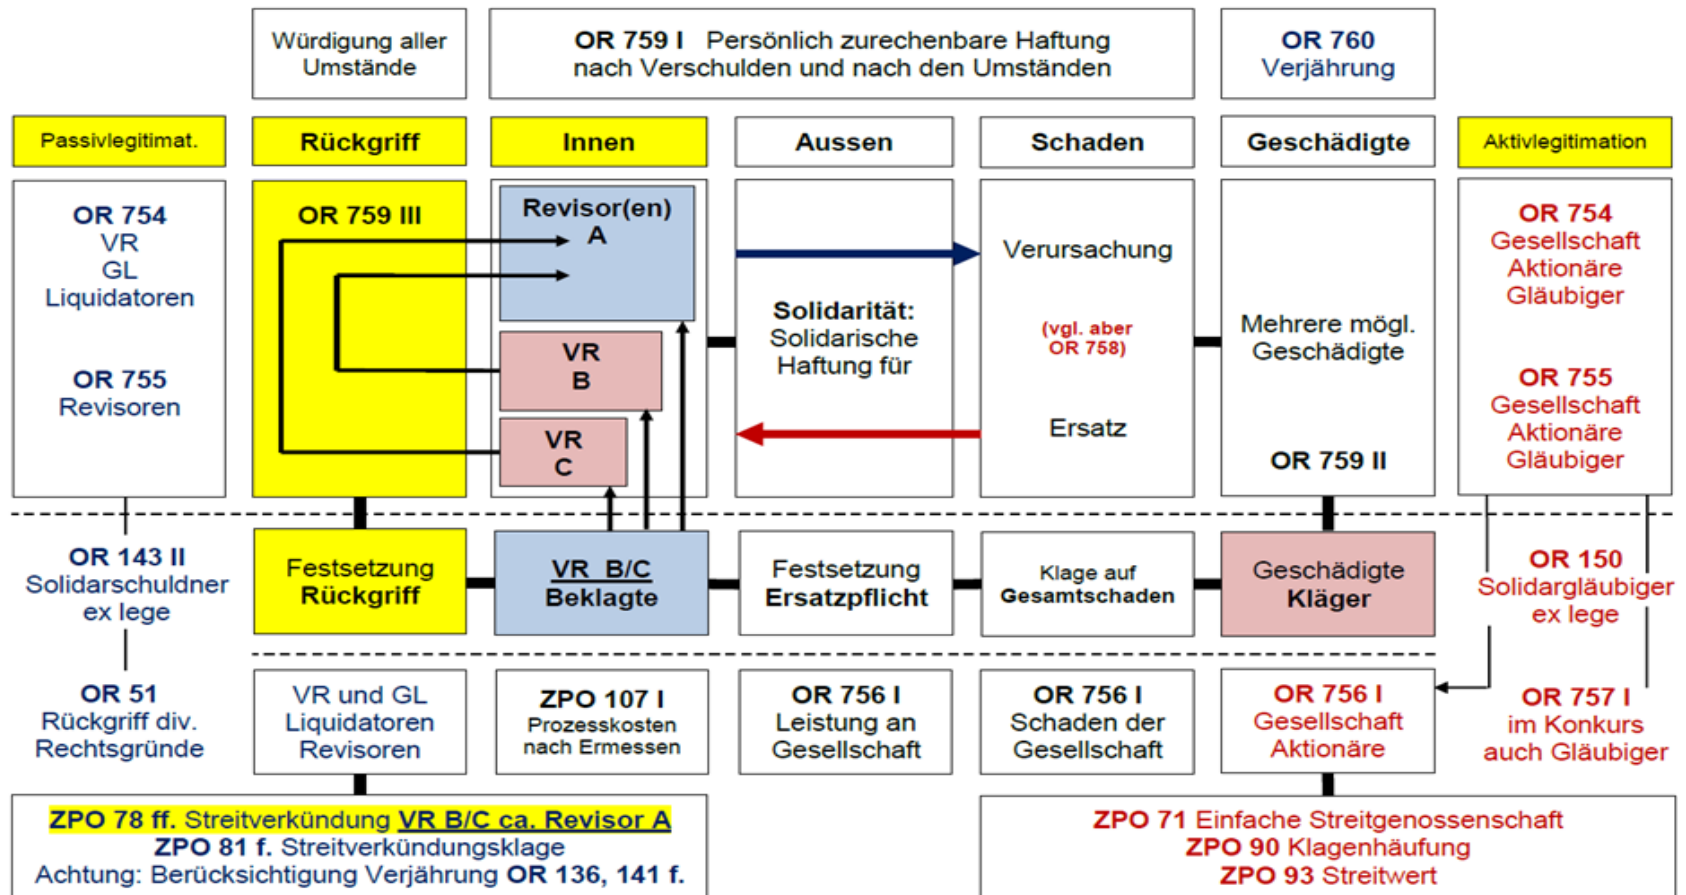 Würdigung aller
Umstände
OR 759 I Persönlich zurechenbare Haftung
nach Verschulden und nach den Umständen
OR 760
Verjährung
Passivlegitimat.
Rückgriff
Innen
Aussen
Schaden
Geschädigte
Aktivlegitimation
OR 754
VR
GL
Liquidatoren
OR 755
Revisoren
OR 759 III
Revisor(en)
A
VR
B
VR
C
Solidarität:
Solidarische
Haftung für
Verursachung
(vgl. aber
OR 758)
Ersatz
Mehrere mögl.
Geschädigte
OR 759 II
OR 754
Gesellschaft
Aktionäre
Gläubiger
OR 755
Gesellschaft
Aktionäre
Gläubiger
OR 143 II
Solidarschuldner
ex lege
Festsetzung
Rückgriff
VR B/C
Beklagte
Festsetzung
Ersatzpflicht
Klage auf
Gesamtschaden
Geschädigte
Kläger
OR 150
Solidargläubiger
ex lege
OR 51
Rückgriff div.
Rechtsgründe
VR und GL
Liquidatoren
Revisoren
ZPO 107 I
Prozesskosten
nach Ermessen
OR 756 I
Leistung an
Gesellschaft
OR 756 I
Schaden der
Gesellschaft
OR 756 I
Gesellschaft
Aktionäre
OR 757 I
im Konkurs
auch Gläubiger
ZPO 78 ff. Streitverkündung VR B/C ca. Revisor A
ZPO 81 f. Streitverkündungsklage
Achtung: Berücksichtigung Verjährung OR 136, 141 f.
ZPO 71 Einfache Streitgenossenschaft
ZPO 90 Klagenhäufung
ZPO 93 Streitwert